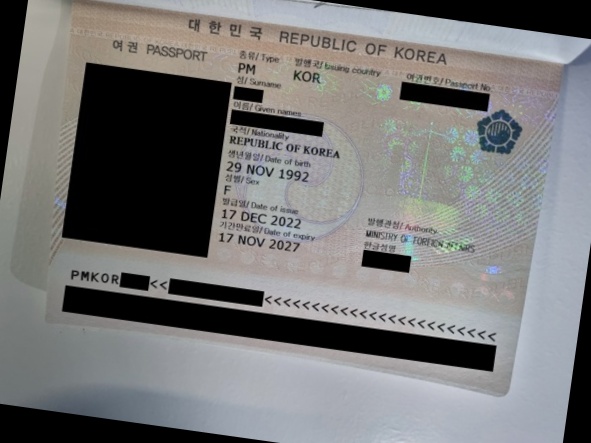 대한민국 REPUBLIC OF KOREA
여권 PASSPORT
종류/ Type 발행국/ Issuing country 여권번호/ Passport No.
PM KOR
성/ Surname
이름/ Given names
국적/ Nationality
REPUBLIC OF KOREA
생년월일/ Date of birth
29 NOV 1992
성별/ Sex
F
발급일/ Date of issue
17 DEC 2022
기간만료일/ Date of expiry
17 NOV 2027
발행관청/ Authority
MINISTRY OF FOREIGN AFFAIRS
한글성명
PMKOR <<
<<<<<<<<<<<<<<<<<<<<<<<<<<<